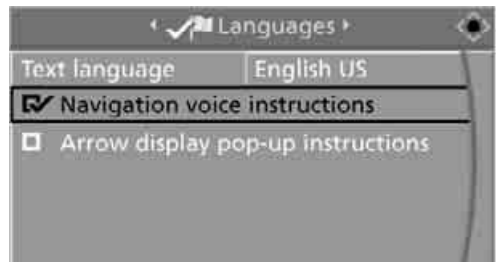 Languages
Text language English US
Navigation voice instructions
Arrow display pop-up instructions